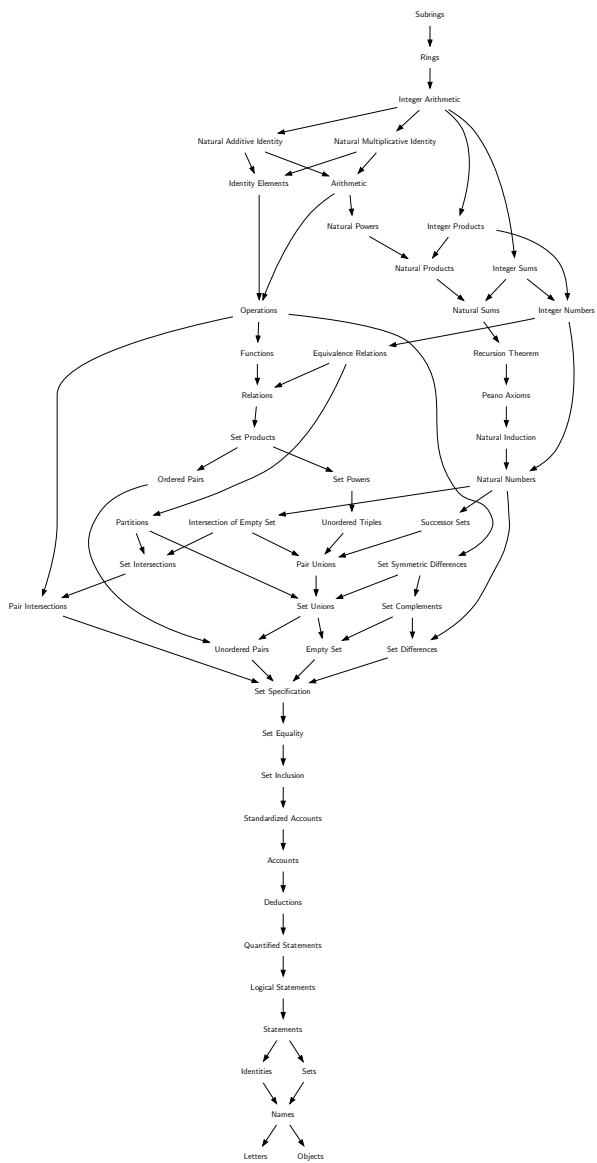 Subrings
Rings
Integer Arithmetic
Natural Additive Identity Natural Multiplicative Identity
Identity Elements Arithmetic
Natural Powers Integer Products
Natural Products Integer Sums
Operations Natural Sums Integer Numbers
Functions Equivalence Relations Recursion Theorem
Relations Peano Axioms
Set Products Natural Induction
Ordered Pairs Set Powers Natural Numbers
Partitions Intersection of Empty Set Unordered Triples Successor Sets
Set Intersections Pair Unions Set Symmetric Differences
Pair Intersections Set Unions Set Complements
Unordered Pairs Empty Set Set Differences
Set Specification
Set Equality
Set Inclusion
Standardized Accounts
Accounts
Deductions
Quantified Statements
Logical Statements
Statements
Identities Sets
Names
Letters Objects